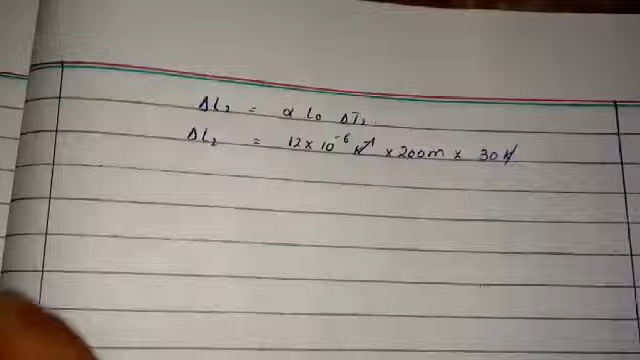 ΔL₂ = α L₀ ΔT₂
ΔL₂ = 12 × 10⁻⁶ K⁻¹ × 200m × 30 K